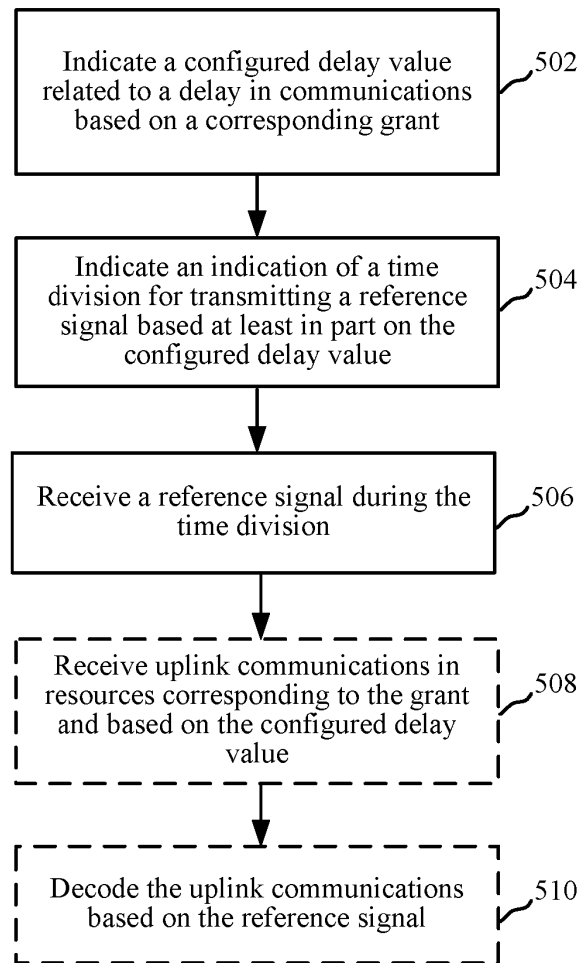 Indicate a configured delay value
related to a delay in communications
based on a corresponding grant
502
Indicate an indication of a time
division for transmitting a reference
signal based at least in part on the
configured delay value
504
Receive a reference signal during the
time division
506
Receive uplink communications in
resources corresponding to the grant
and based on the configured delay
value
508
Decode the uplink communications
based on the reference signal
510